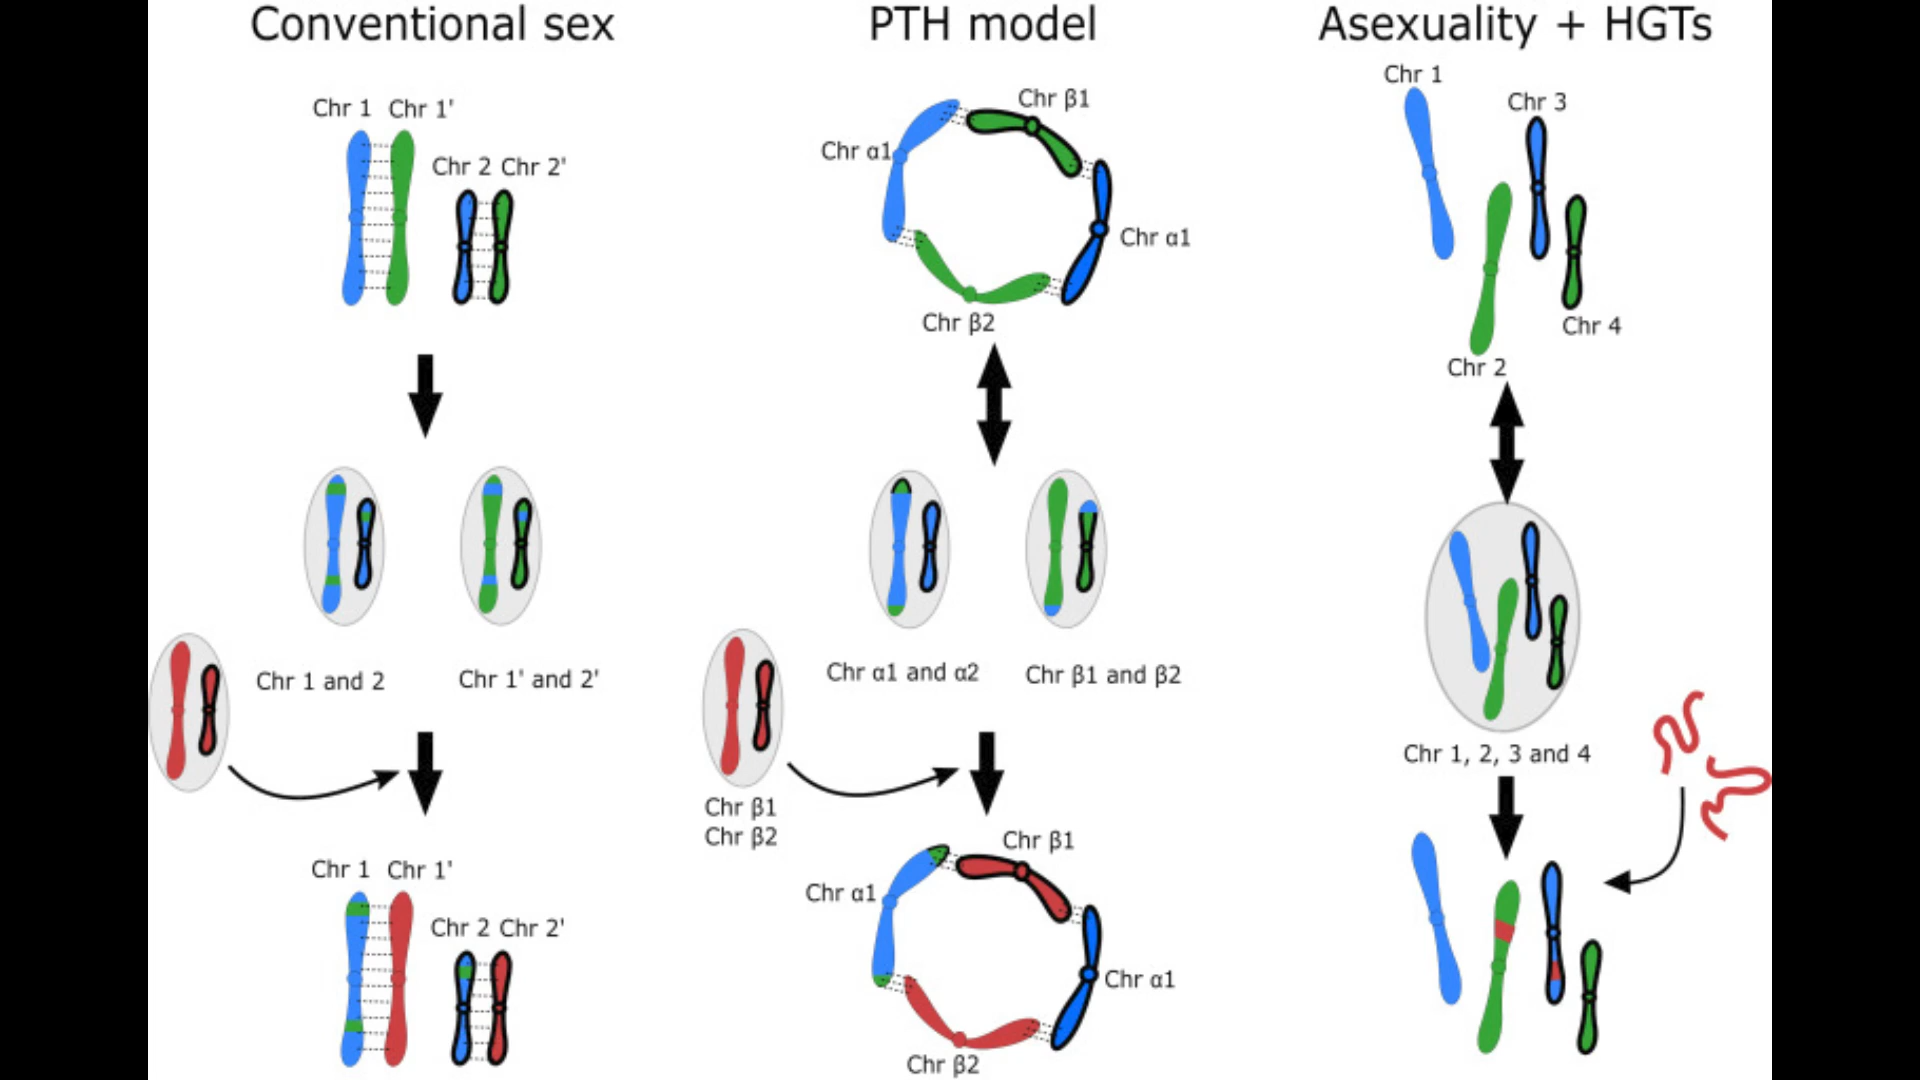 Conventional sex
Chr 1 Chr 1'
Chr 2 Chr 2'
Chr 1 and 2
Chr 1' and 2'
Chr 1 Chr 1'
Chr 2 Chr 2'
PTH model
Chr β1
Chr α1
Chr α1
Chr β2
Chr α1 and α2
Chr β1 and β2
Chr β1
Chr β2
Chr β1
Chr α1
Chr α1
Chr β2
Asexuality + HGTs
Chr 1
Chr 3
Chr 4
Chr 2
Chr 1, 2, 3 and 4